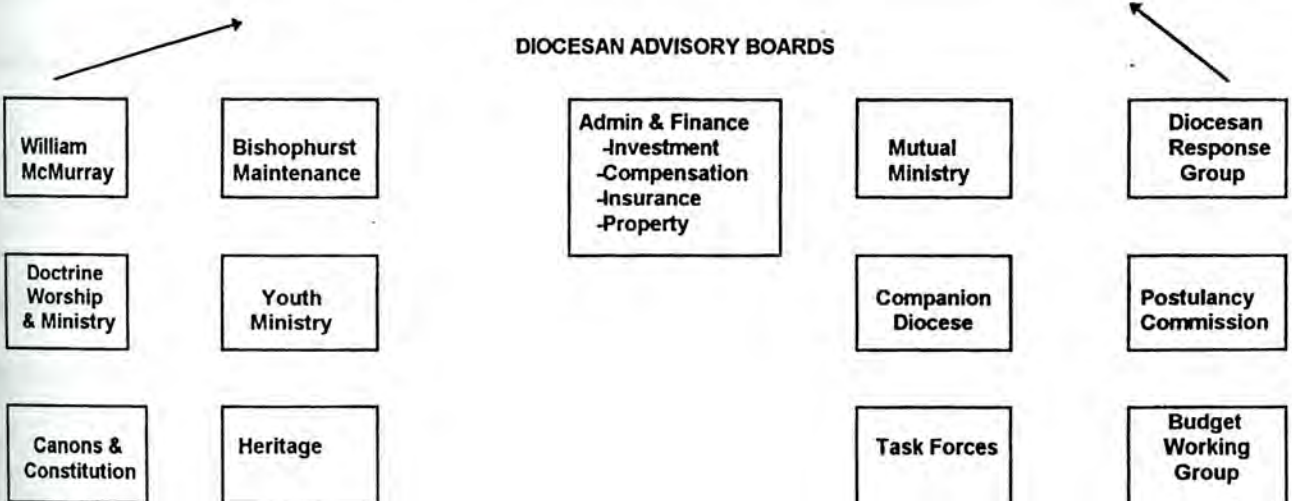 DIOCESAN ADVISORY BOARDS
William
McMurray
Bishophurst
Maintenance
Admin & Finance
-Investment
-Compensation
-Insurance
-Property
Mutual
Ministry
Diocesan
Response
Group
Doctrine
Worship
& Ministry
Youth
Ministry
Companion
Diocese
Postulancy
Commission
Canons &
Constitution
Heritage
Task Forces
Budget
Working
Group